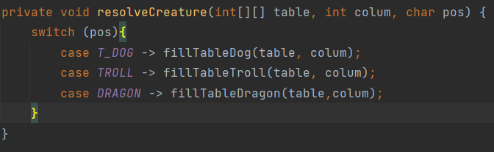 private void resolveCreature(int[][] table, int colum, char pos) {
switch (pos){
case T_DOG -> fillTableDog(table, colum);
case TROLL -> fillTableTroll(table, colum);
case DRAGON -> fillTableDragon(table,colum);
}
}